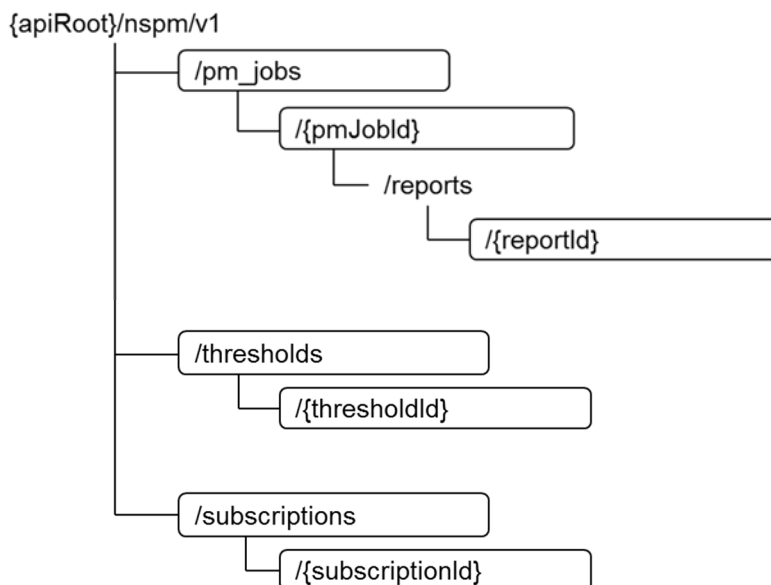 {apiRoot}/nspm/v1
/pm_jobs
/{pmJobId}
/reports
/{reportId}
/thresholds
/{thresholdId}
/subscriptions
/{subscriptionId}